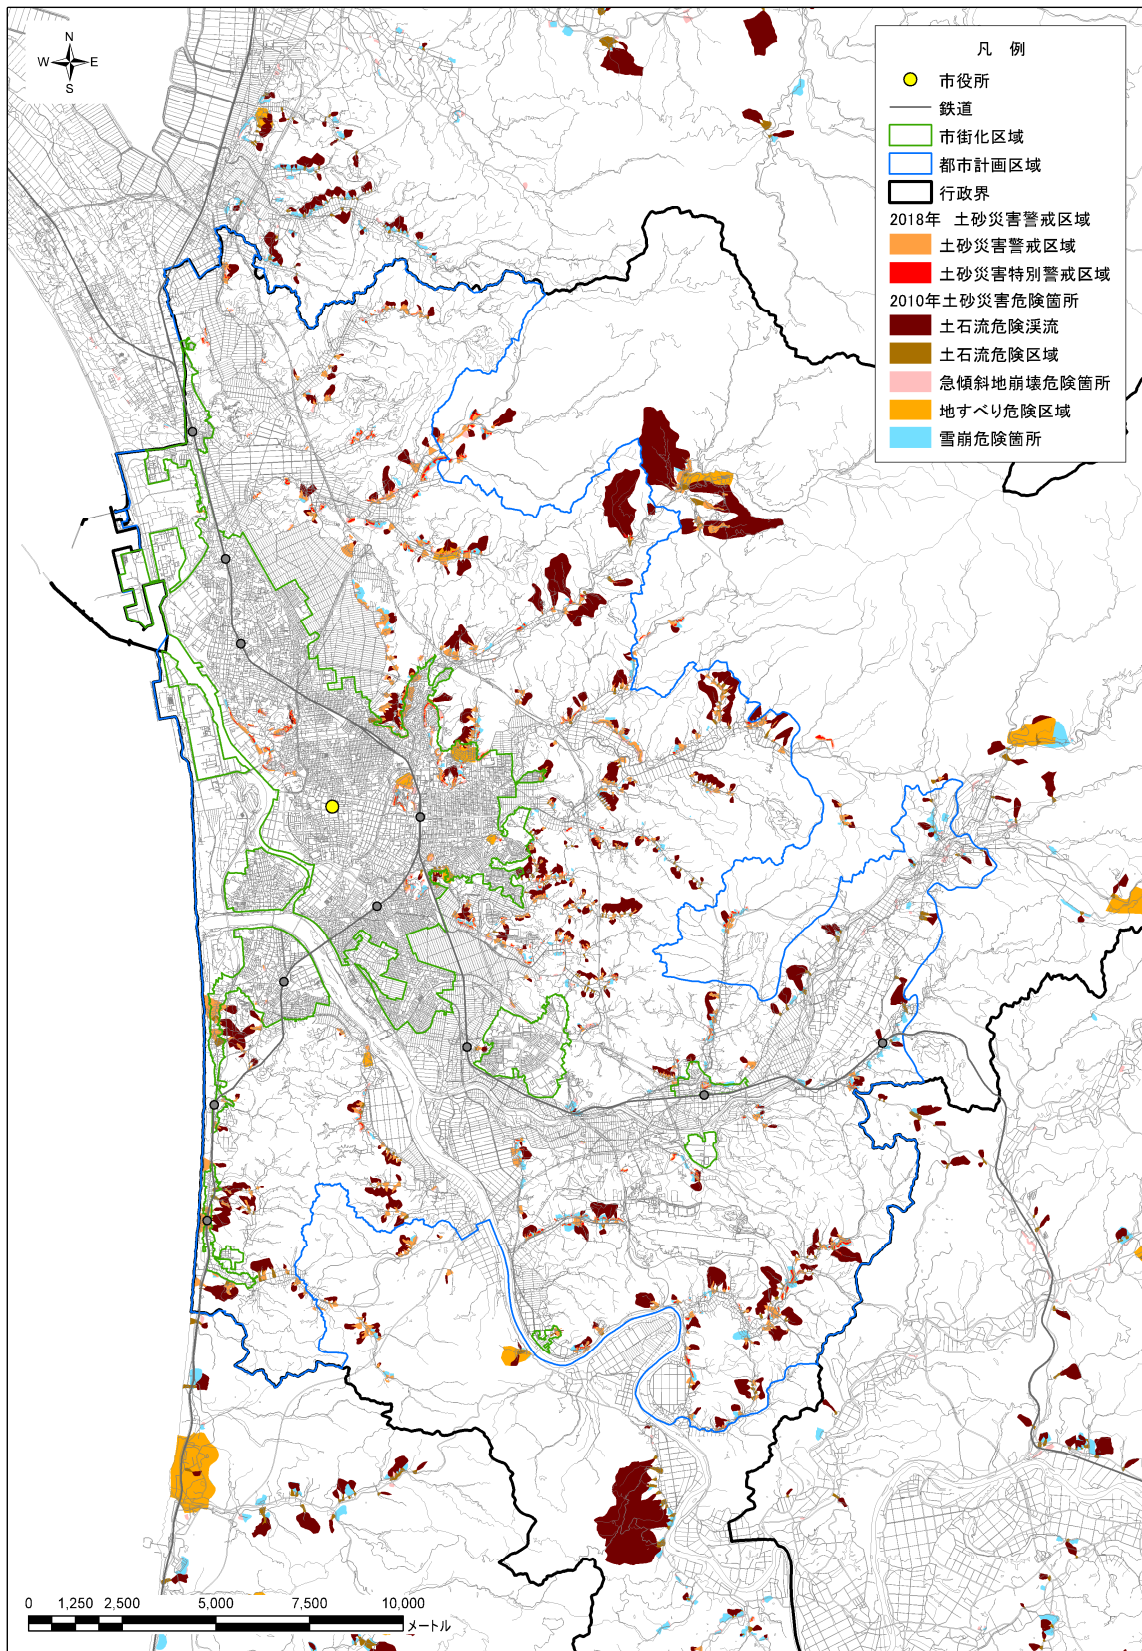 N
W E
S
凡 例
市役所
鉄道
市街化区域
都市計画区域
行政界
2018年 土砂災害警戒区域
土砂災害警戒区域
土砂災害特別警戒区域
2010年土砂災害危険箇所
土石流危険渓流
土石流危険区域
急傾斜地崩壊危険箇所
地すべり危険区域
雪崩危険箇所
0 1,250 2,500 5,000 7,500 10,000
メートル